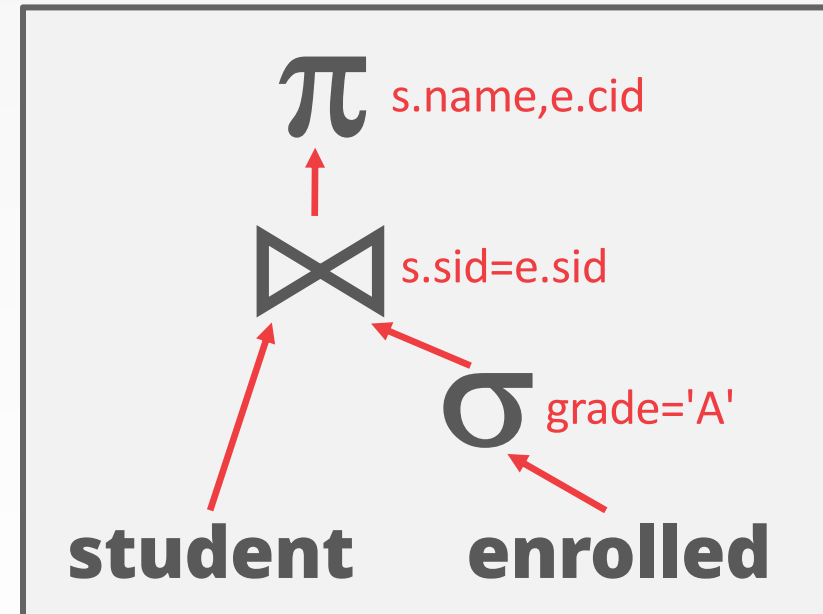 π s.name,e.cid
⋈ s.sid=e.sid
σ grade='A'
student enrolled